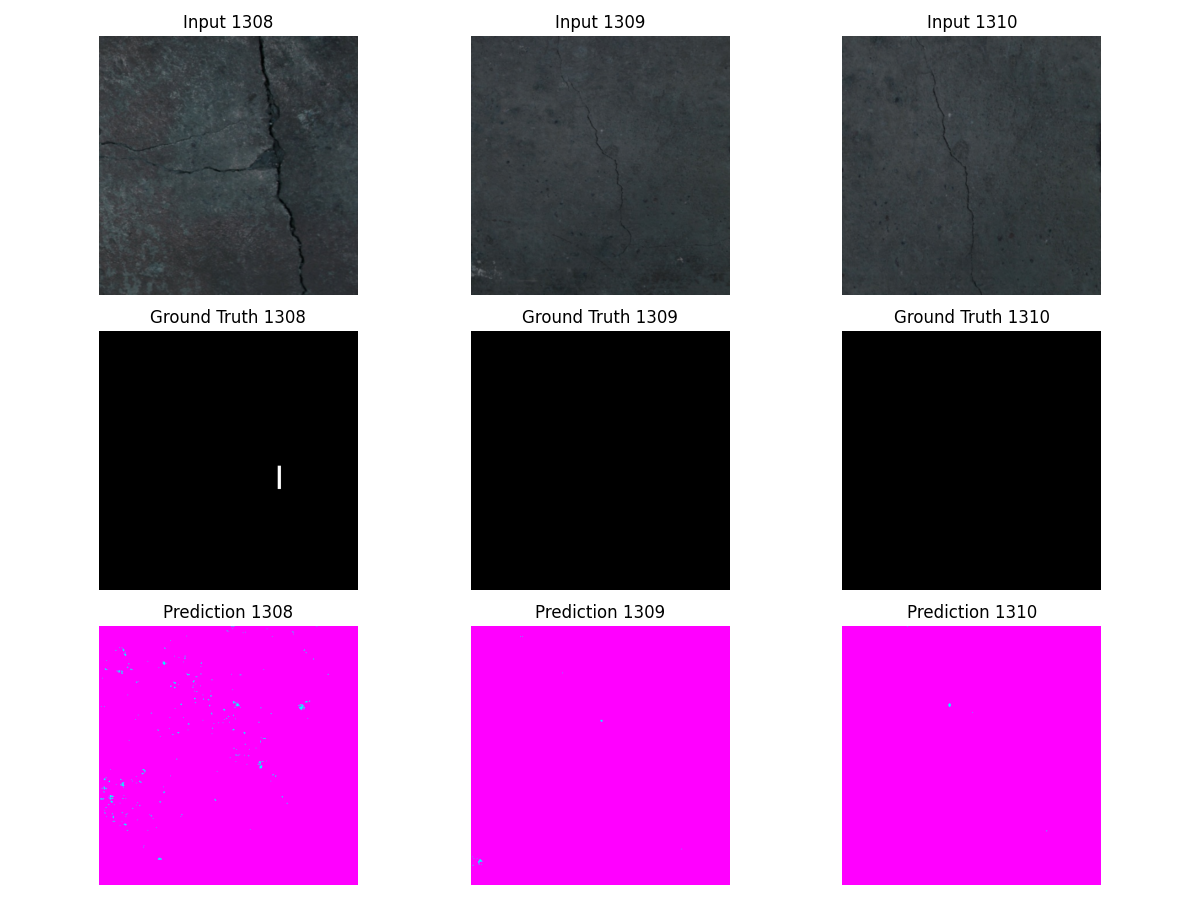 Input 1308
Input 1309
Input 1310
Ground Truth 1308
Ground Truth 1309
Ground Truth 1310
Prediction 1308
Prediction 1309
Prediction 1310